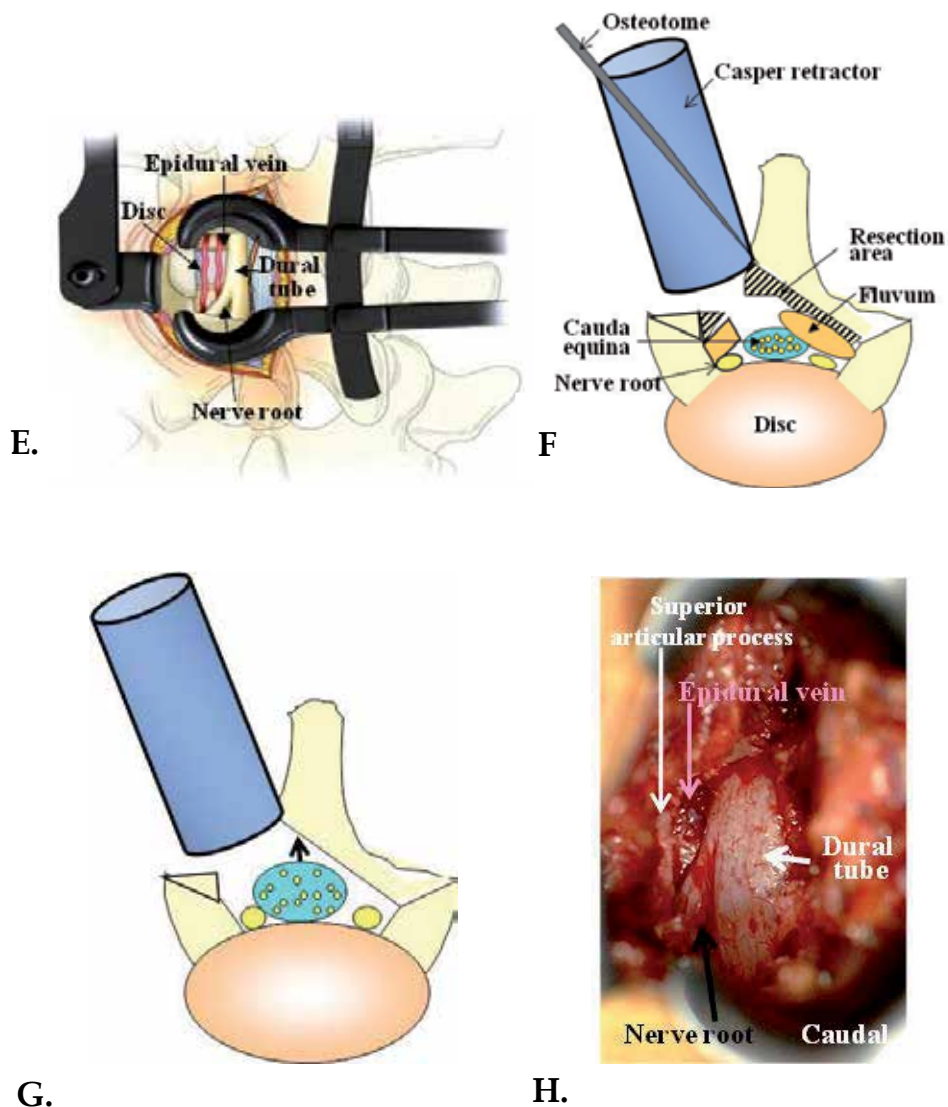 Epidural vein
Disc
Dural
tube
Nerve root
E.
Osteotome
Casper retractor
Resection
area
Fluvum
Cauda
equina
Nerve root
Disc
F
G.
Superior
articular process
Epidural vein
Dural
tube
Nerve root
Caudal
H.